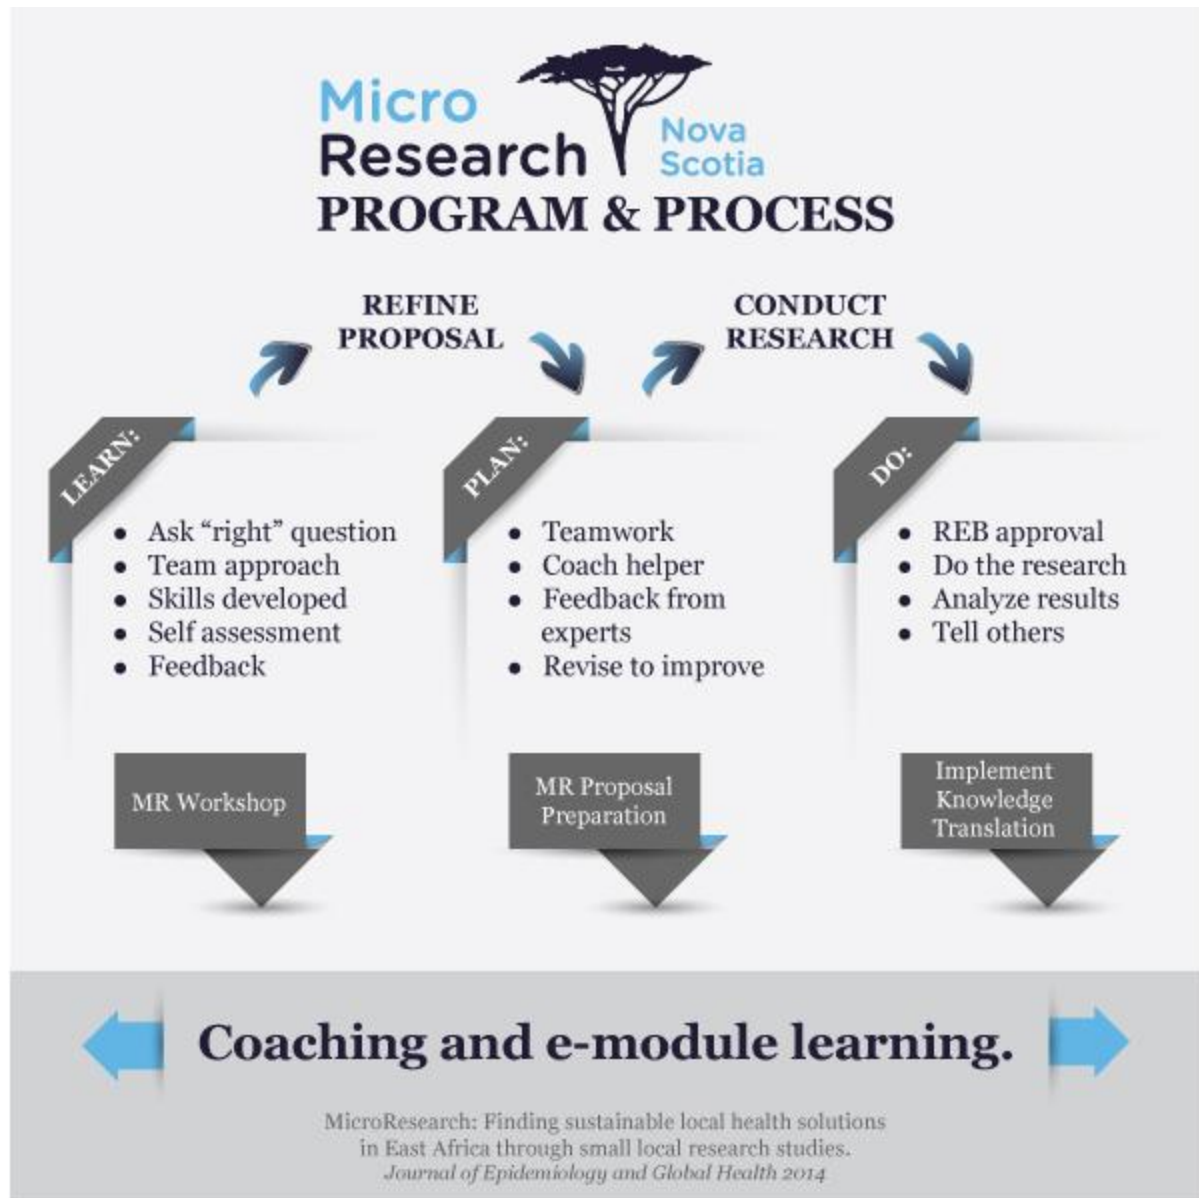 Micro
Research
Nova
Scotia
PROGRAM & PROCESS
REFINE
PROPOSAL
CONDUCT
RESEARCH
LEARN:
• Ask “right” question
• Team approach
• Skills developed
• Self assessment
• Feedback
MR Workshop
PLAN:
• Teamwork
• Coach helper
• Feedback from
experts
• Revise to improve
MR Proposal
Preparation
DO:
• REB approval
• Do the research
• Analyze results
• Tell others
Implement
Knowledge
Translation
Coaching and e-module learning.
MicroResearch: Finding sustainable local health solutions
in East Africa through small local research studies.
Journal of Epidemiology and Global Health 2014